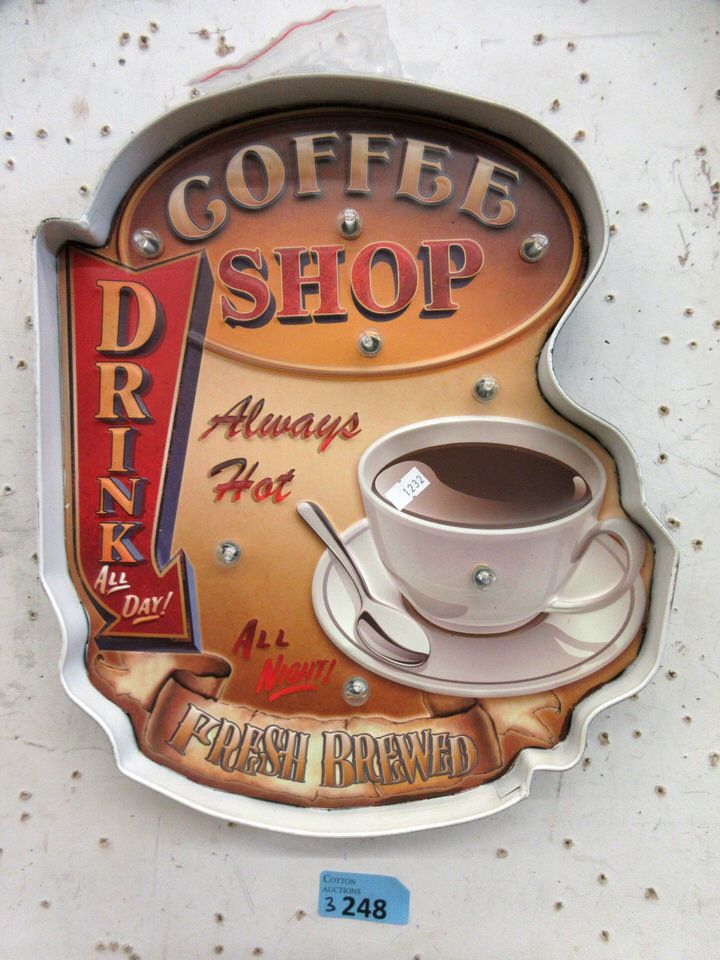 COFFEE
SHOP
DRINK
ALL
DAY!
Always
Hot
1232
ALL
NIGHT!
FRESH BREWED
COTTON
AUCTIONS
3 248